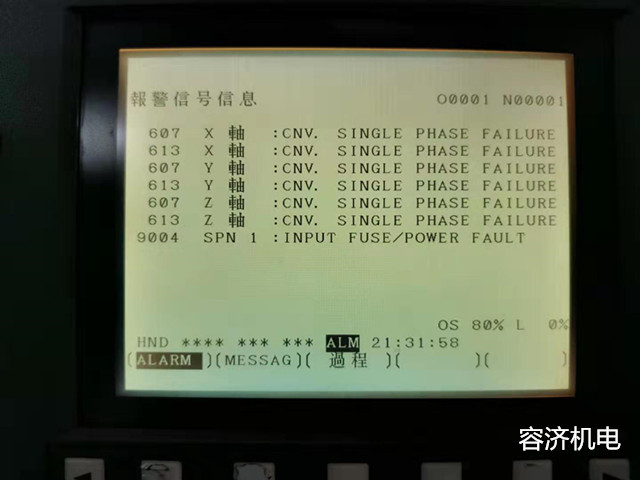 報警信号信息 O0001 N00001
607 X 軸 :CNV. SINGLE PHASE FAILURE
613 X 軸 :CNV. SINGLE PHASE FAILURE
607 Y 軸 :CNV. SINGLE PHASE FAILURE
613 Y 軸 :CNV. SINGLE PHASE FAILURE
607 Z 軸 :CNV. SINGLE PHASE FAILURE
613 Z 軸 :CNV. SINGLE PHASE FAILURE
9004 SPN 1 :INPUT FUSE/POWER FAULT
OS 80% L 0%
HND **** *** *** ALM 21:31:58
(ALARM )(MESSAG)( 過程 )( )( )
容济机电